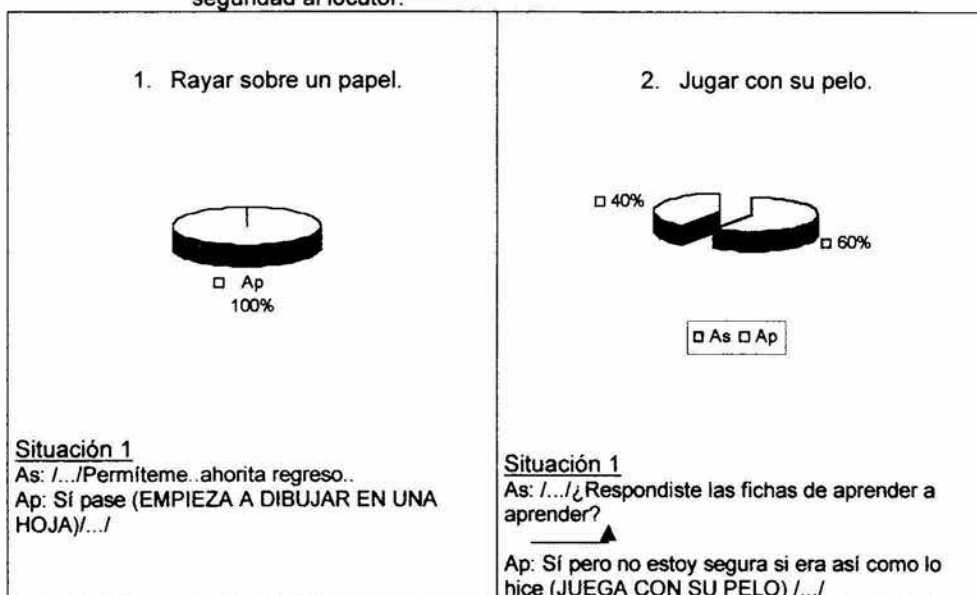 seguridad al locutor.
1. Rayar sobre un papel.
Ap
100%
Situación 1
As: /.../Permíteme..ahorita regreso..
Ap: Sí pase (EMPIEZA A DIBUJAR EN UNA
HOJA)/.../
2. Jugar con su pelo.
40%
60%
As Ap
Situación 1
As: /.../¿Respondiste las fichas de aprender a
aprender?
Ap: Sí pero no estoy segura si era así como lo
hice (JUEGA CON SU PELO) /.../